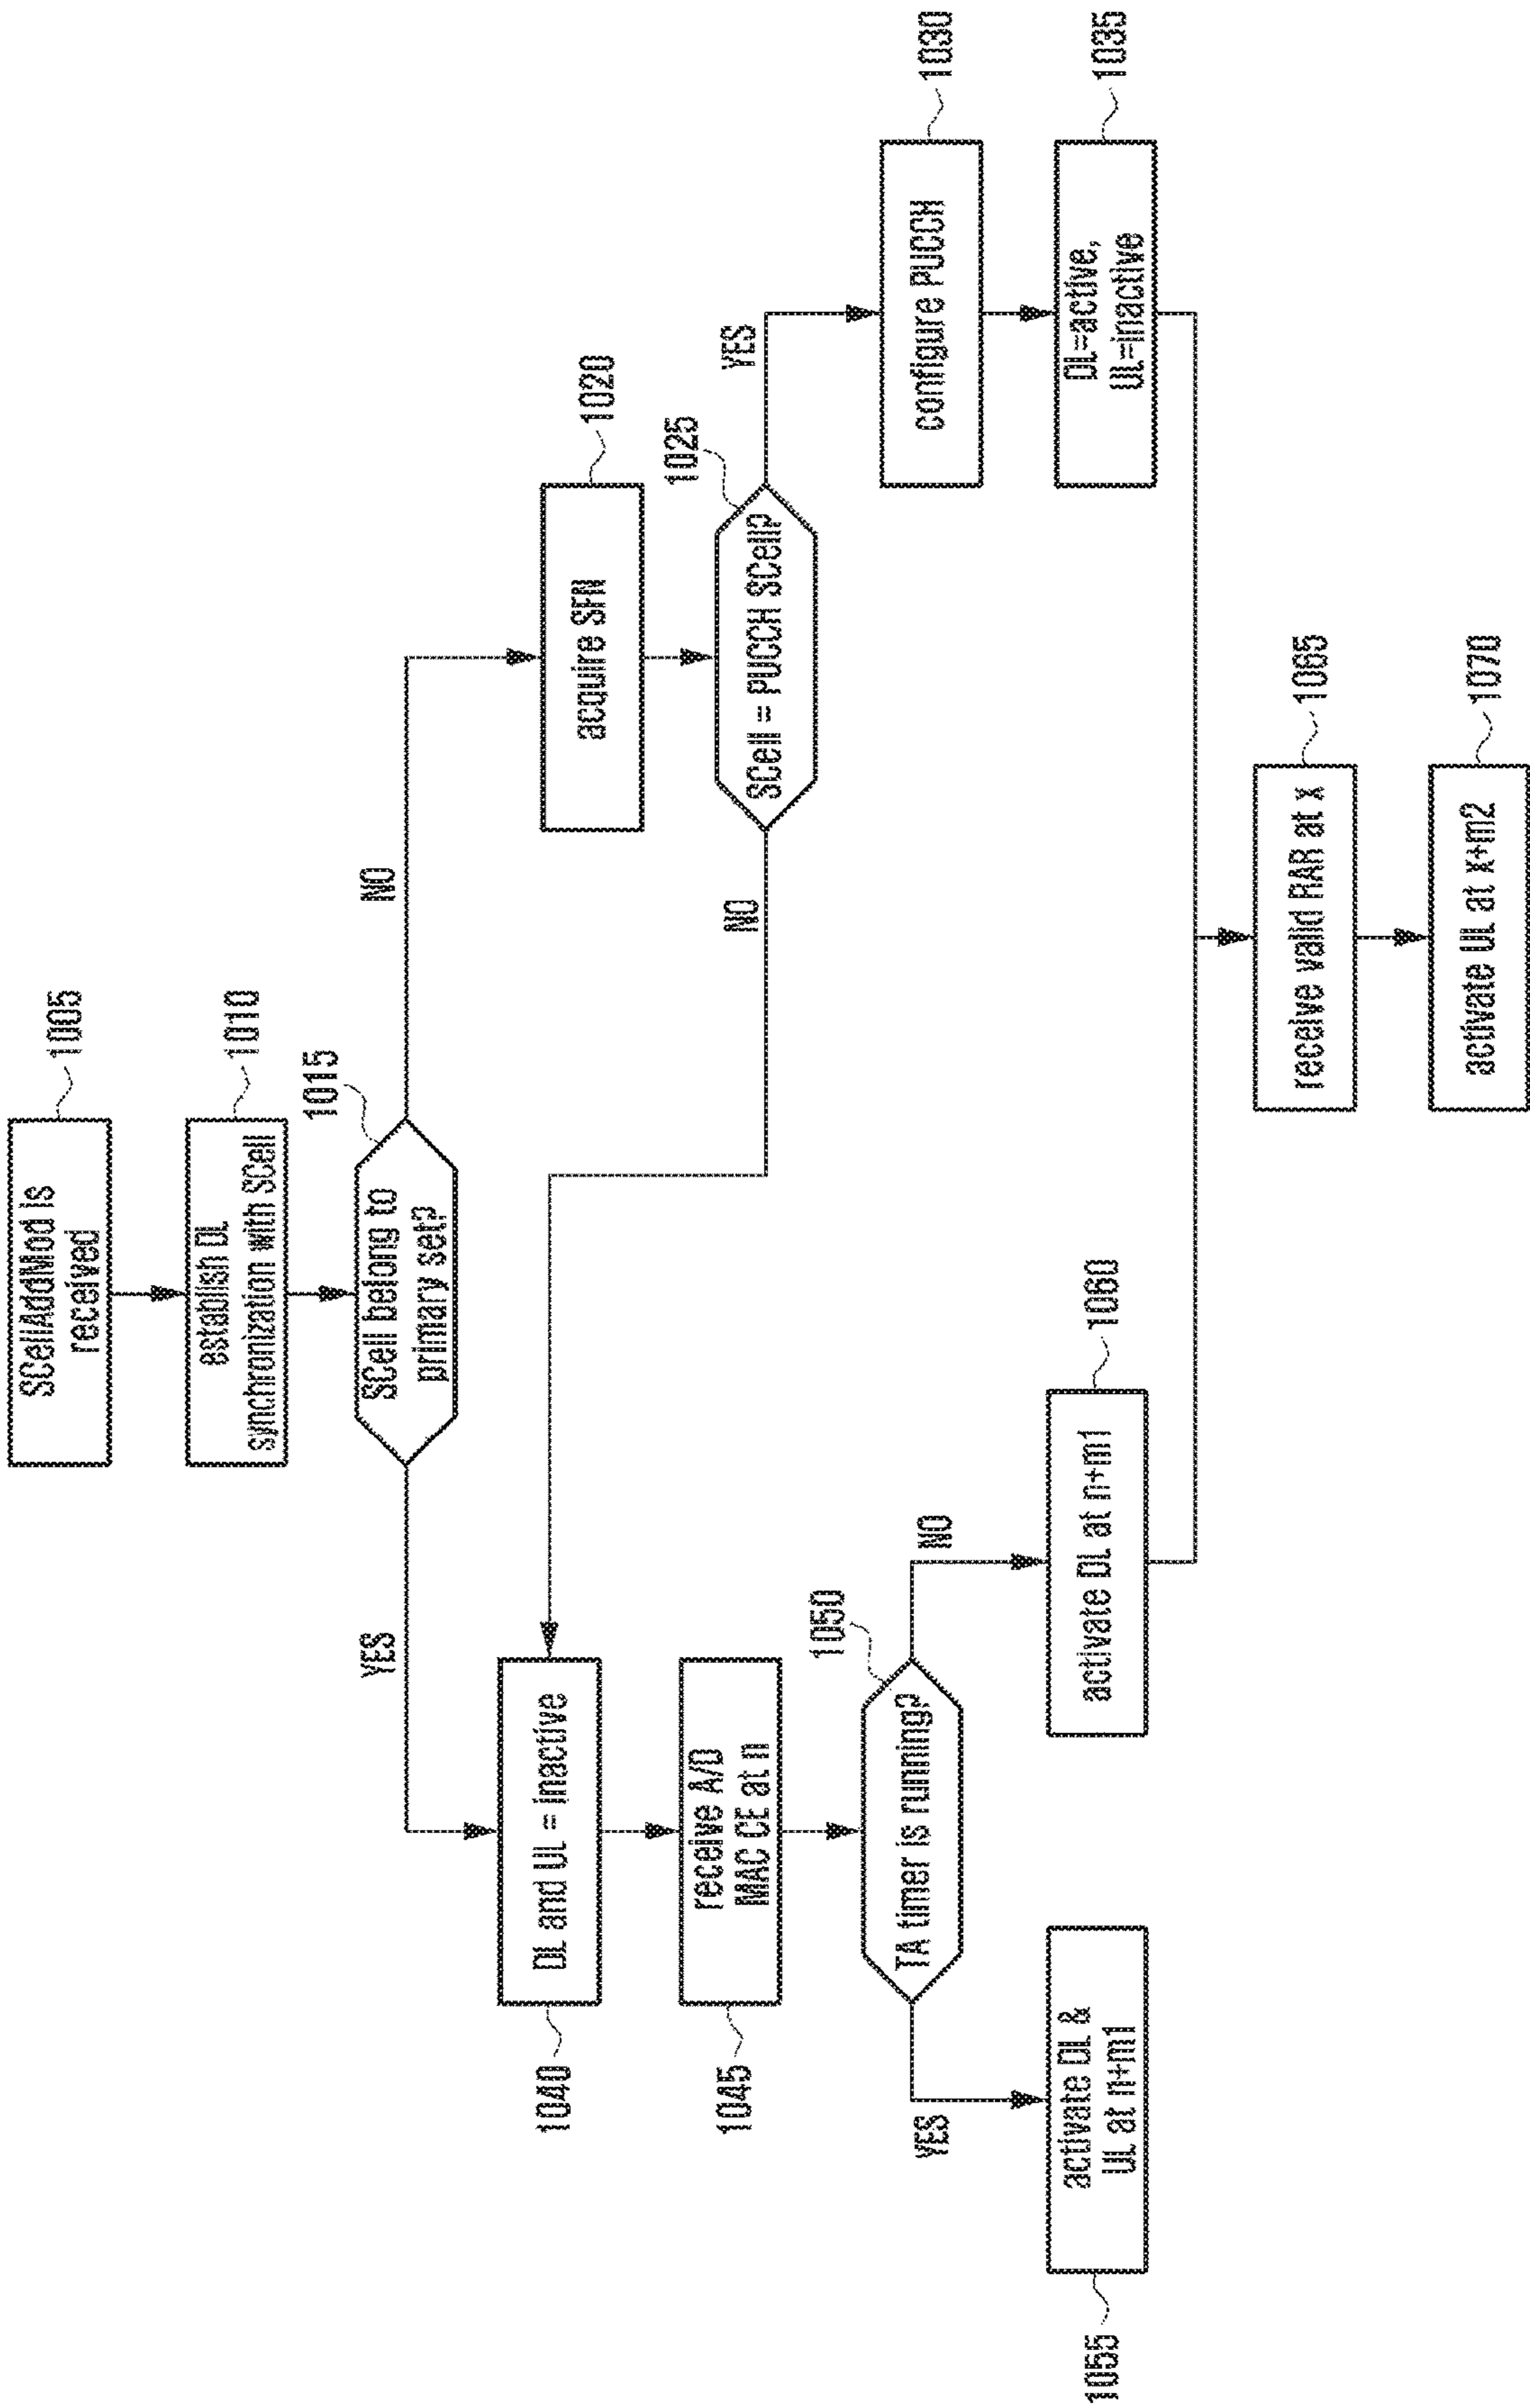 SCellAddMod is
received
1005
establish DL
synchronization with SCell
1010
SCell belong to
primary set?
1015
YES
NO
acquire SFN
1020
SCell = PUCCH SCell?
1025
NO
YES
configure PUCCH
1030
DL=active,
UL=inactive
1035
DL and UL = inactive
1040
receive A/D
MAC CE at n
1045
TA timer is running?
1050
YES
NO
activate DL &
UL at n+m1
1055
activate DL at n+m1
1060
receive valid RAR at x
1065
activate UL at x+m2
1070